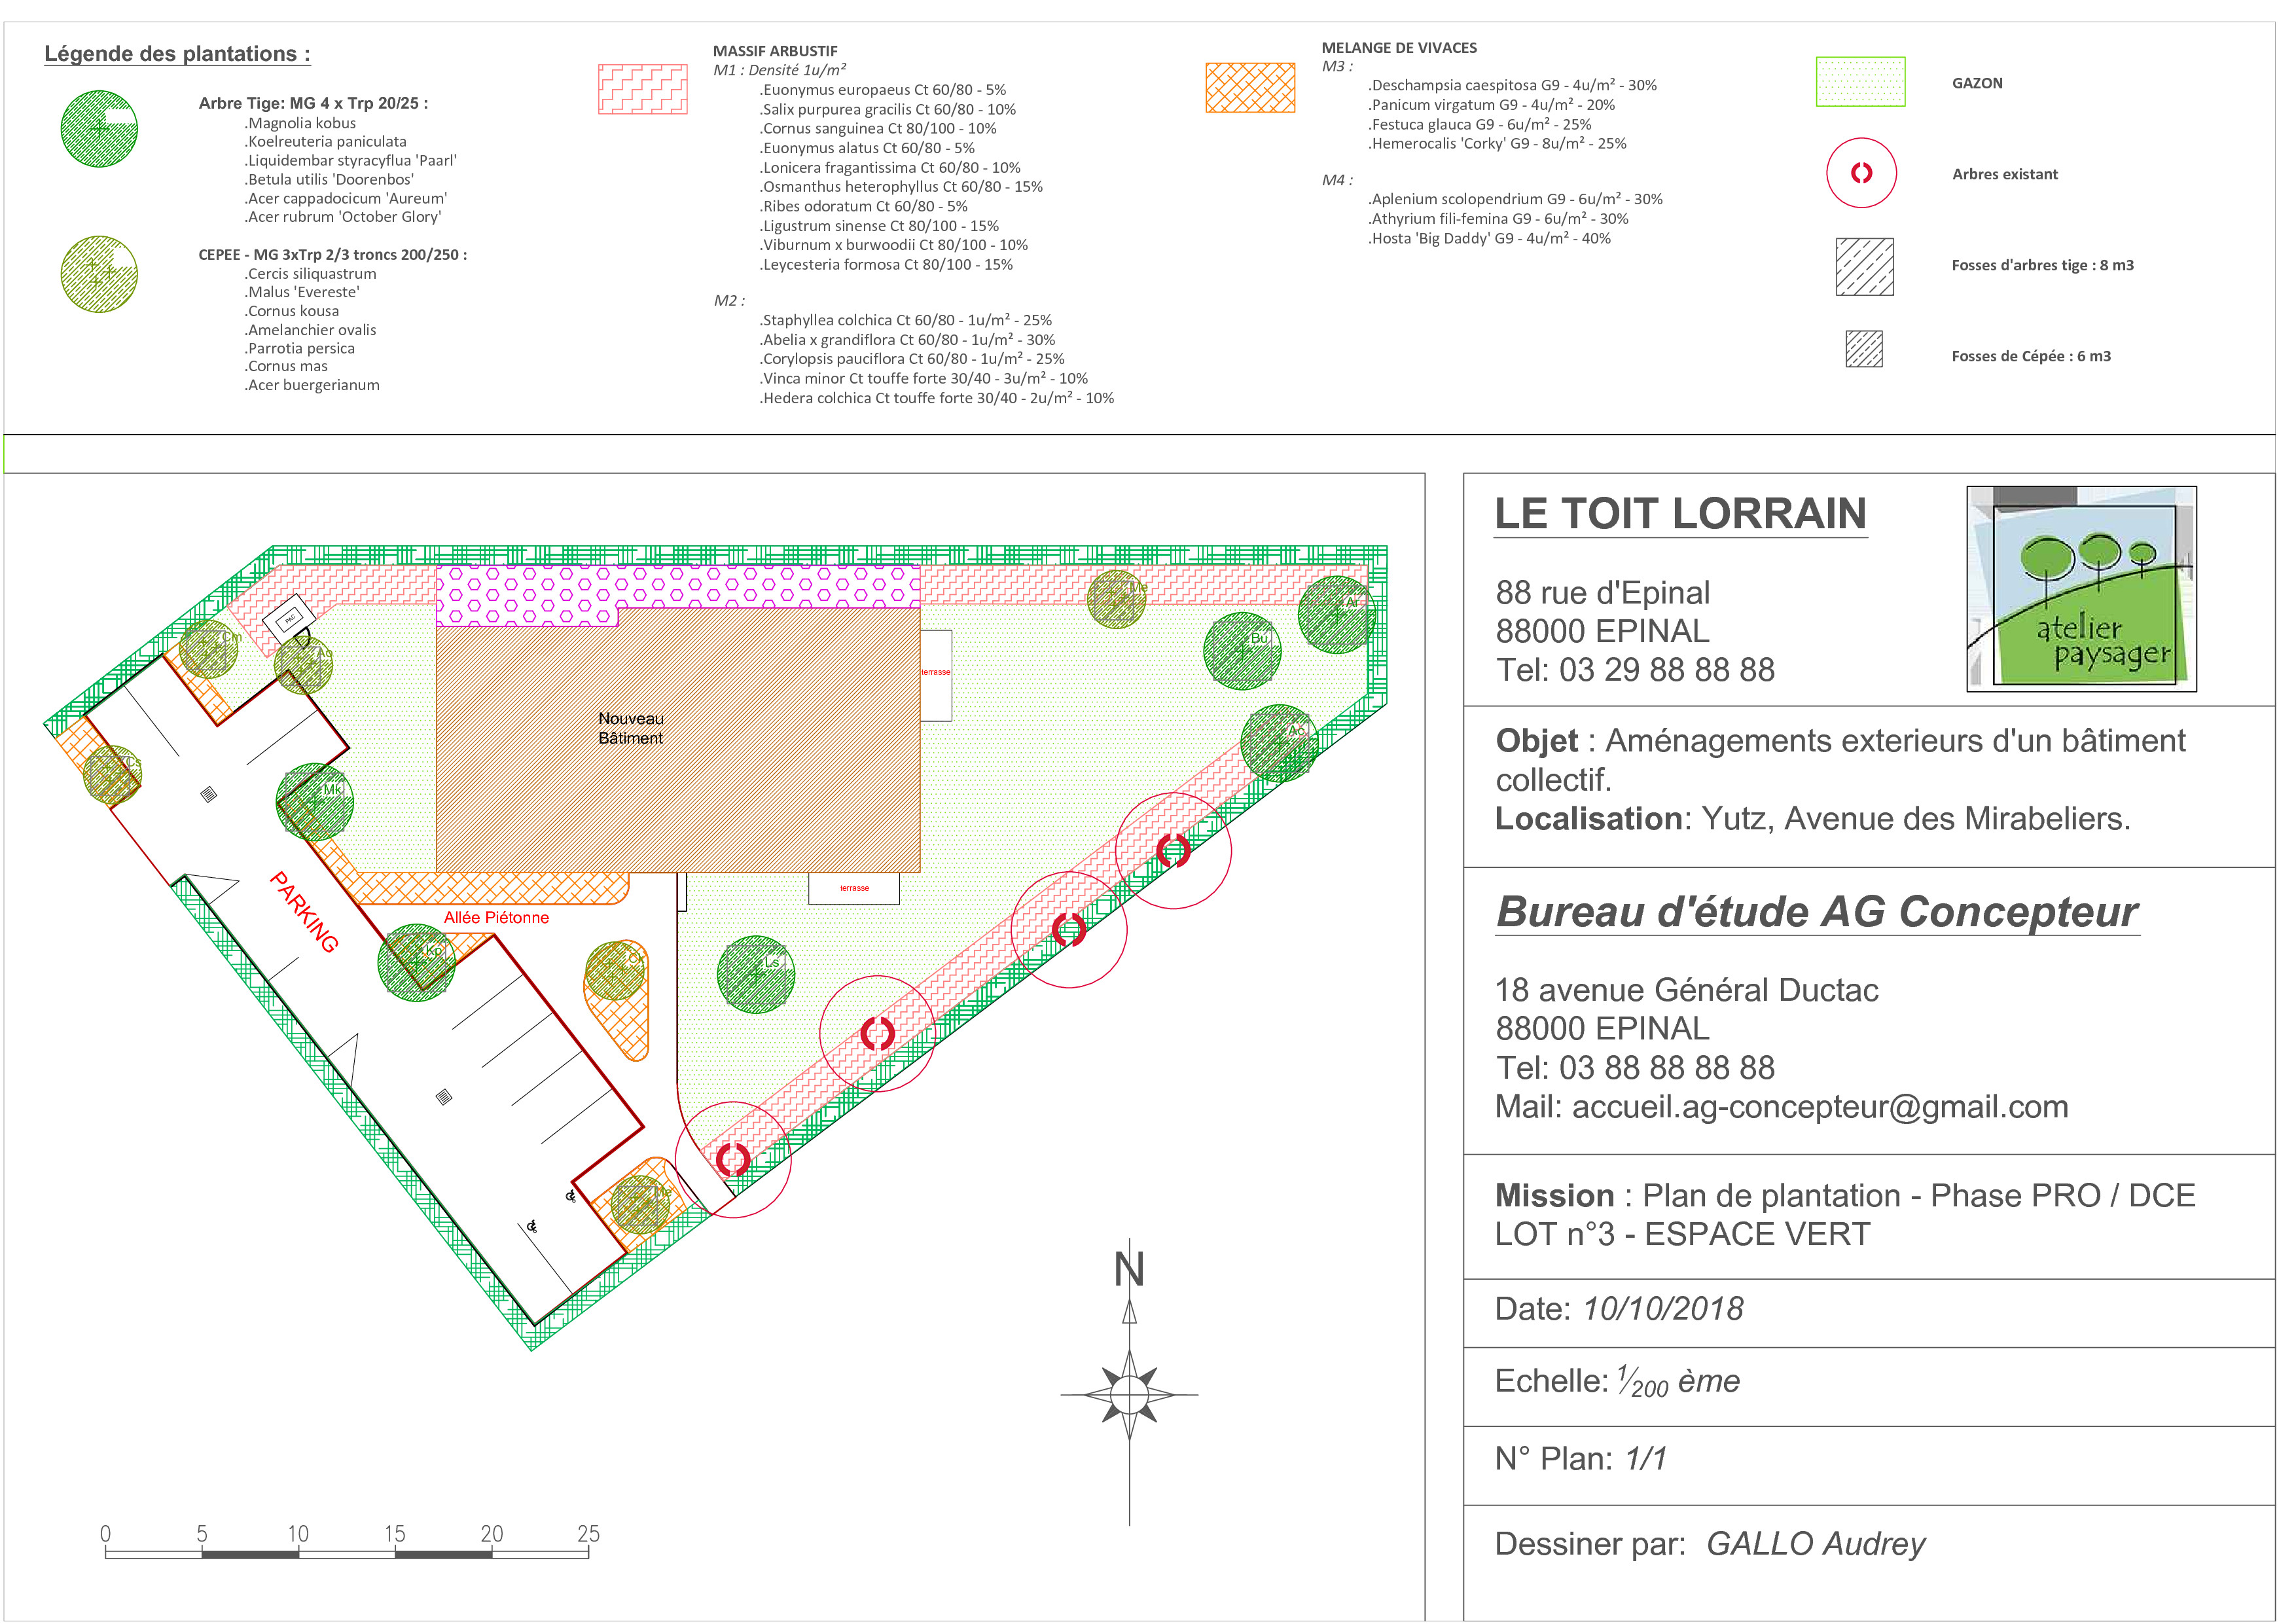 Légende des plantations :
Arbre Tige: MG 4 x Trp 20/25 :
.Magnolia kobus
.Koelreuteria paniculata
.Liquidembar styracyflua 'Paarl'
.Betula utilis 'Doorenbos'
.Acer cappadocicum 'Aureum'
.Acer rubrum 'October Glory'
CEPEE - MG 3xTrp 2/3 troncs 200/250 :
.Cercis siliquastrum
.Malus 'Evereste'
.Cornus kousa
.Amelanchier ovalis
.Parrotia persica
.Cornus mas
.Acer buergerianum
MASSIF ARBUSTIF
M1 : Densité 1u/m²
.Euonymus europaeus Ct 60/80 - 5%
.Salix purpurea gracilis Ct 60/80 - 10%
.Cornus sanguinea Ct 80/100 - 10%
.Euonymus alatus Ct 60/80 - 5%
.Lonicera fragantissima Ct 60/80 - 10%
.Osmanthus heterophyllus Ct 60/80 - 15%
.Ribes odoratum Ct 60/80 - 5%
.Ligustrum sinense Ct 80/100 - 15%
.Viburnum x burwoodii Ct 80/100 - 10%
.Leycesteria formosa Ct 80/100 - 15%
M2 :
.Staphyllea colchica Ct 60/80 - 1u/m² - 25%
.Abelia x grandiflora Ct 60/80 - 1u/m² - 30%
.Corylopsis pauciflora Ct 60/80 - 1u/m² - 25%
.Vinca minor Ct touffe forte 30/40 - 3u/m² - 10%
.Hedera colchica Ct touffe forte 30/40 - 2u/m² - 10%
MELANGE DE VIVACES
M3 :
.Deschampsia caespitosa G9 - 4u/m² - 30%
.Panicum virgatum G9 - 4u/m² - 20%
.Festuca glauca G9 - 6u/m² - 25%
.Hemerocalis 'Corky' G9 - 8u/m² - 25%
M4 :
.Aplenium scolopendrium G9 - 6u/m² - 30%
.Athyrium fili-femina G9 - 6u/m² - 30%
.Hosta 'Big Daddy' G9 - 4u/m² - 40%
GAZON
Arbres existant
Fosses d'arbres tige : 8 m3
Fosses de Cépée : 6 m3
PAC
Cm
Ao
Cs
Mk
Me
Ar
Bu
Ac
terrasse
Nouveau
Bâtiment
terrasse
PARKING
Allée Piétonne
Kp
Ck
Ls
N
0 5 10 15 20 25
LE TOIT LORRAIN
88 rue d'Epinal
88000 EPINAL
Tel: 03 29 88 88 88
atelier
paysager
Objet : Aménagements exterieurs d'un bâtiment
collectif.
Localisation: Yutz, Avenue des Mirabeliers.
Bureau d'étude AG Concepteur
18 avenue Général Ductac
88000 EPINAL
Tel: 03 88 88 88 88
Mail: accueil.ag-concepteur@gmail.com
Mission : Plan de plantation - Phase PRO / DCE
LOT n°3 - ESPACE VERT
Date: 10/10/2018
Echelle: 1/200 ème
N° Plan: 1/1
Dessiner par: GALLO Audrey